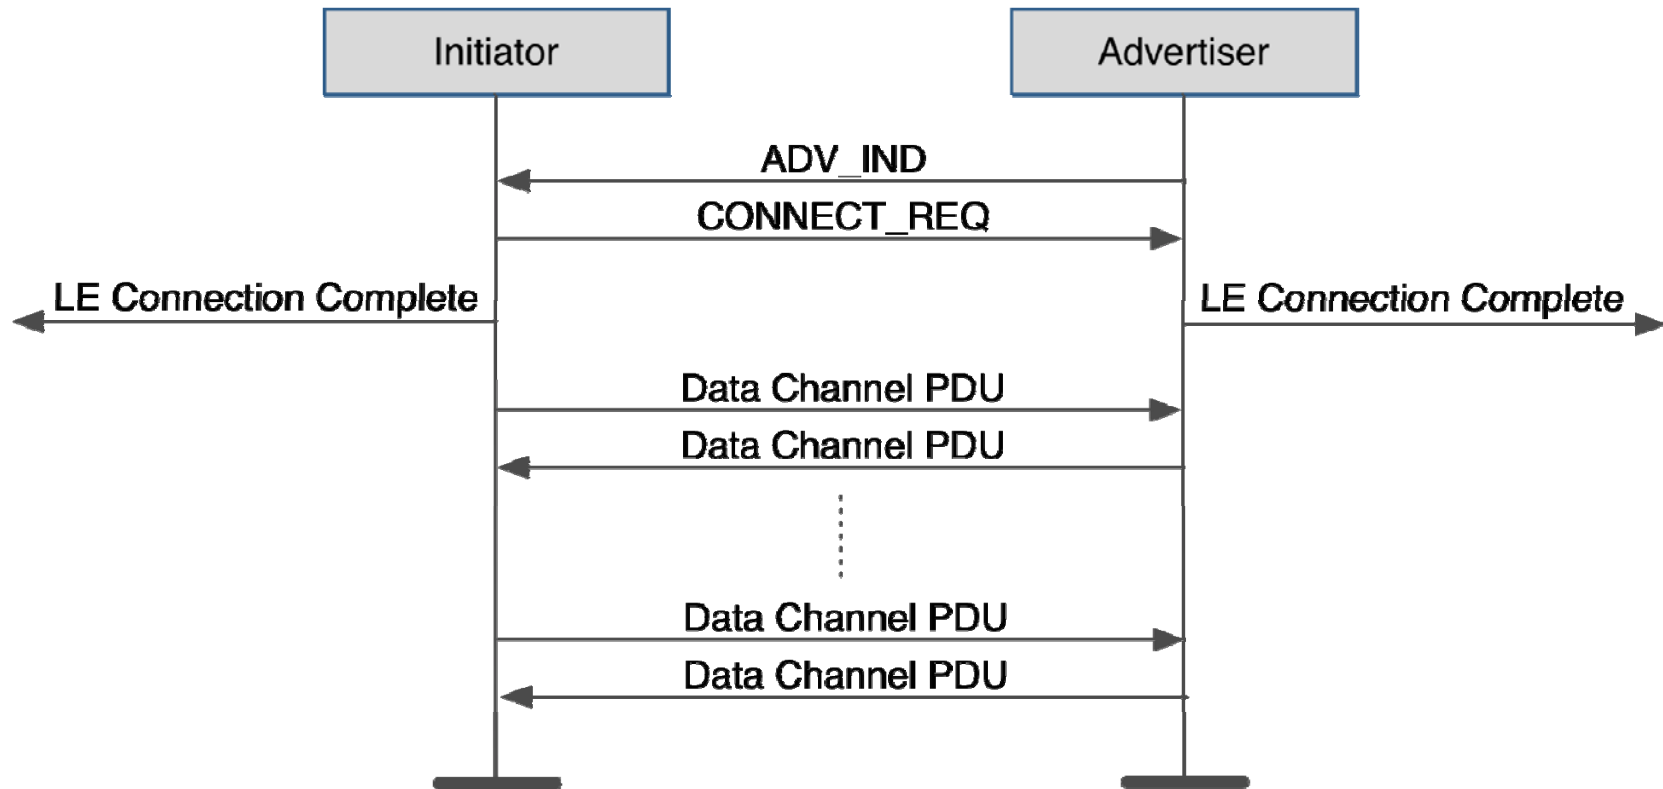 Initiator
Advertiser
ADV_IND
CONNECT_REQ
LE Connection Complete
LE Connection Complete
Data Channel PDU
Data Channel PDU
Data Channel PDU
Data Channel PDU